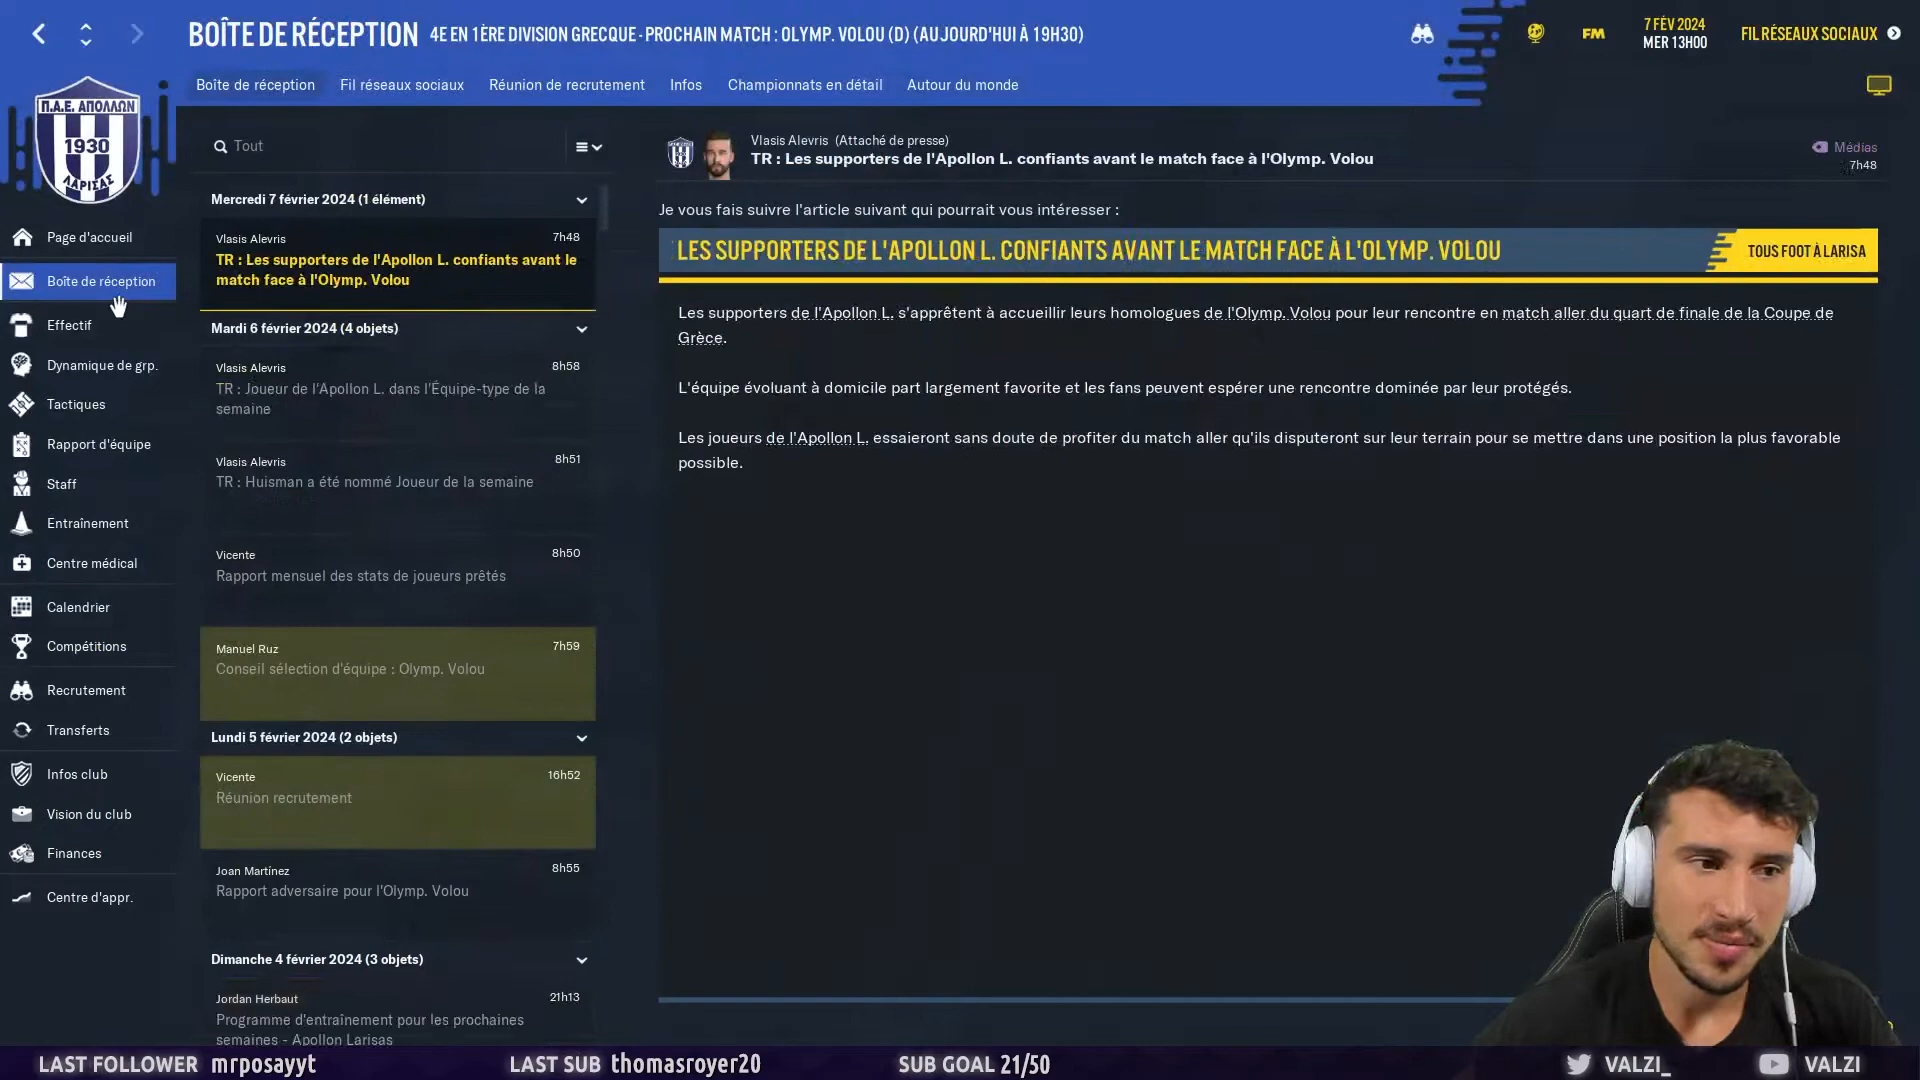 BOÎTE DE RÉCEPTION 4E EN 1ÈRE DIVISION GRECQUE - PROCHAIN MATCH : OLYMP. VOLOU (D) (AUJOURD'HUI À 19H30)
FM
7 FÉV 2024
MER 13H00
FIL RÉSEAUX SOCIAUX
Boîte de réception Fil réseaux sociaux Réunion de recrutement Infos Championnats en détail Autour du monde
Π.Α.Ε. ΑΠΟΛΛΩΝ
1930
ΛΑΡΙΣΑΣ
Page d'accueil
Boîte de réception
Effectif
Dynamique de grp.
Tactiques
Rapport d'équipe
Staff
Entraînement
Centre médical
Calendrier
Compétitions
Recrutement
Transferts
Infos club
Vision du club
Finances
Centre d'appr.
Tout
Mercredi 7 février 2024 (1 élément)
Vlasis Alevris 7h48
TR : Les supporters de l'Apollon L. confiants avant le
match face à l'Olymp. Volou
Mardi 6 février 2024 (4 objets)
Vlasis Alevris 8h58
TR : Joueur de l'Apollon L. dans l'Équipe-type de la
semaine
Vlasis Alevris 8h51
TR : Huisman a été nommé Joueur de la semaine
Vicente 8h50
Rapport mensuel des stats de joueurs prêtés
Manuel Ruz 7h59
Conseil sélection d'équipe : Olymp. Volou
Lundi 5 février 2024 (2 objets)
Vicente 16h52
Réunion recrutement
Joan Martínez 8h55
Rapport adversaire pour l'Olymp. Volou
Dimanche 4 février 2024 (3 objets)
Jordan Herbaut 21h13
Programme d'entraînement pour les prochaines
semaines - Apollon Larisas
Vlasis Alevris (Attaché de presse)
TR : Les supporters de l'Apollon L. confiants avant le match face à l'Olymp. Volou
Médias
7h48
Je vous fais suivre l'article suivant qui pourrait vous intéresser :
LES SUPPORTERS DE L'APOLLON L. CONFIANTS AVANT LE MATCH FACE À L'OLYMP. VOLOU
TOUS FOOT À LARISA
Les supporters de l'Apollon L. s'apprêtent à accueillir leurs homologues de l'Olymp. Volou pour leur rencontre en match aller du quart de finale de la Coupe de
Grèce.
L'équipe évoluant à domicile part largement favorite et les fans peuvent espérer une rencontre dominée par leur protégés.
Les joueurs de l'Apollon L. essaieront sans doute de profiter du match aller qu'ils disputeront sur leur terrain pour se mettre dans une position la plus favorable
possible.
LAST FOLLOWER mrposayyt LAST SUB thomasroyer20 SUB GOAL 21/50 VALZI_ VALZI